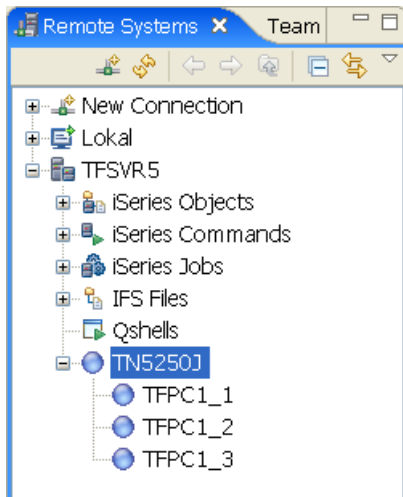 Remote Systems Team
New Connection
Lokal
TFSVR5
iSeries Objects
iSeries Commands
iSeries Jobs
IFS Files
Qshells
TN5250J
TFPC1_1
TFPC1_2
TFPC1_3